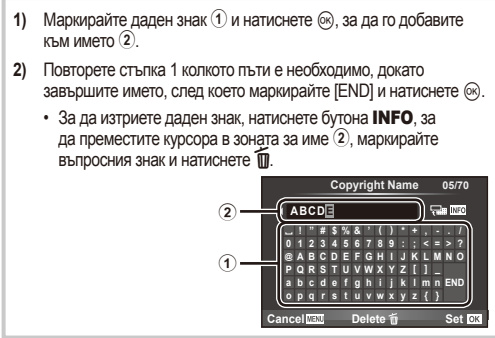 1) Маркирайте даден знак ① и натиснете ⊛, за да го добавите
към името ②.
2) Повторете стъпка 1 колкото пъти е необходимо, докато
завършите името, след което маркирайте [END] и натиснете ⊛.
• За да изтриете даден знак, натиснете бутона INFO, за
да преместите курсора в зоната за име ②, маркирайте
въпросния знак и натиснете 🗑.
Copyright Name 05/70
② ABCDE INFO
① ␣ ! " # $ % & ' ( ) * + , - . /
0 1 2 3 4 5 6 7 8 9 : ; < = > ?
@ A B C D E F G H I J K L M N O
P Q R S T U V W X Y Z [ ] _
a b c d e f g h i j k l m n END
o p q r s t u v w x y z { }
Cancel MENU Delete 🗑 Set OK